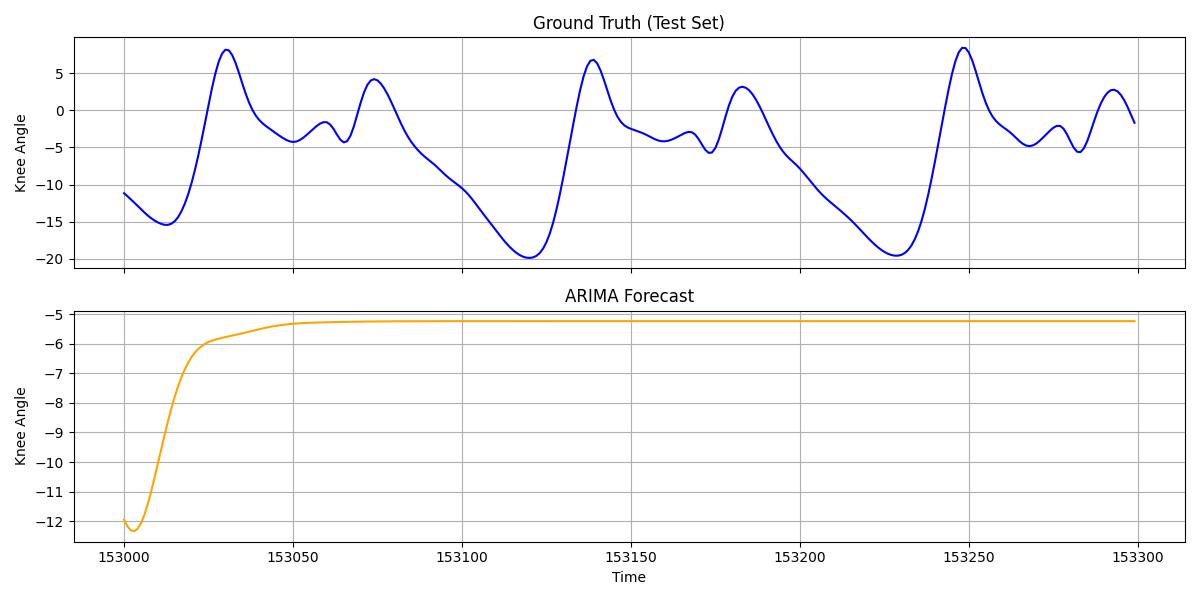 Ground Truth (Test Set)
Knee Angle
5
0
−5
−10
−15
−20
ARIMA Forecast
Knee Angle
−5
−6
−7
−8
−9
−10
−11
−12
153000 153050 153100 153150 153200 153250 153300
Time